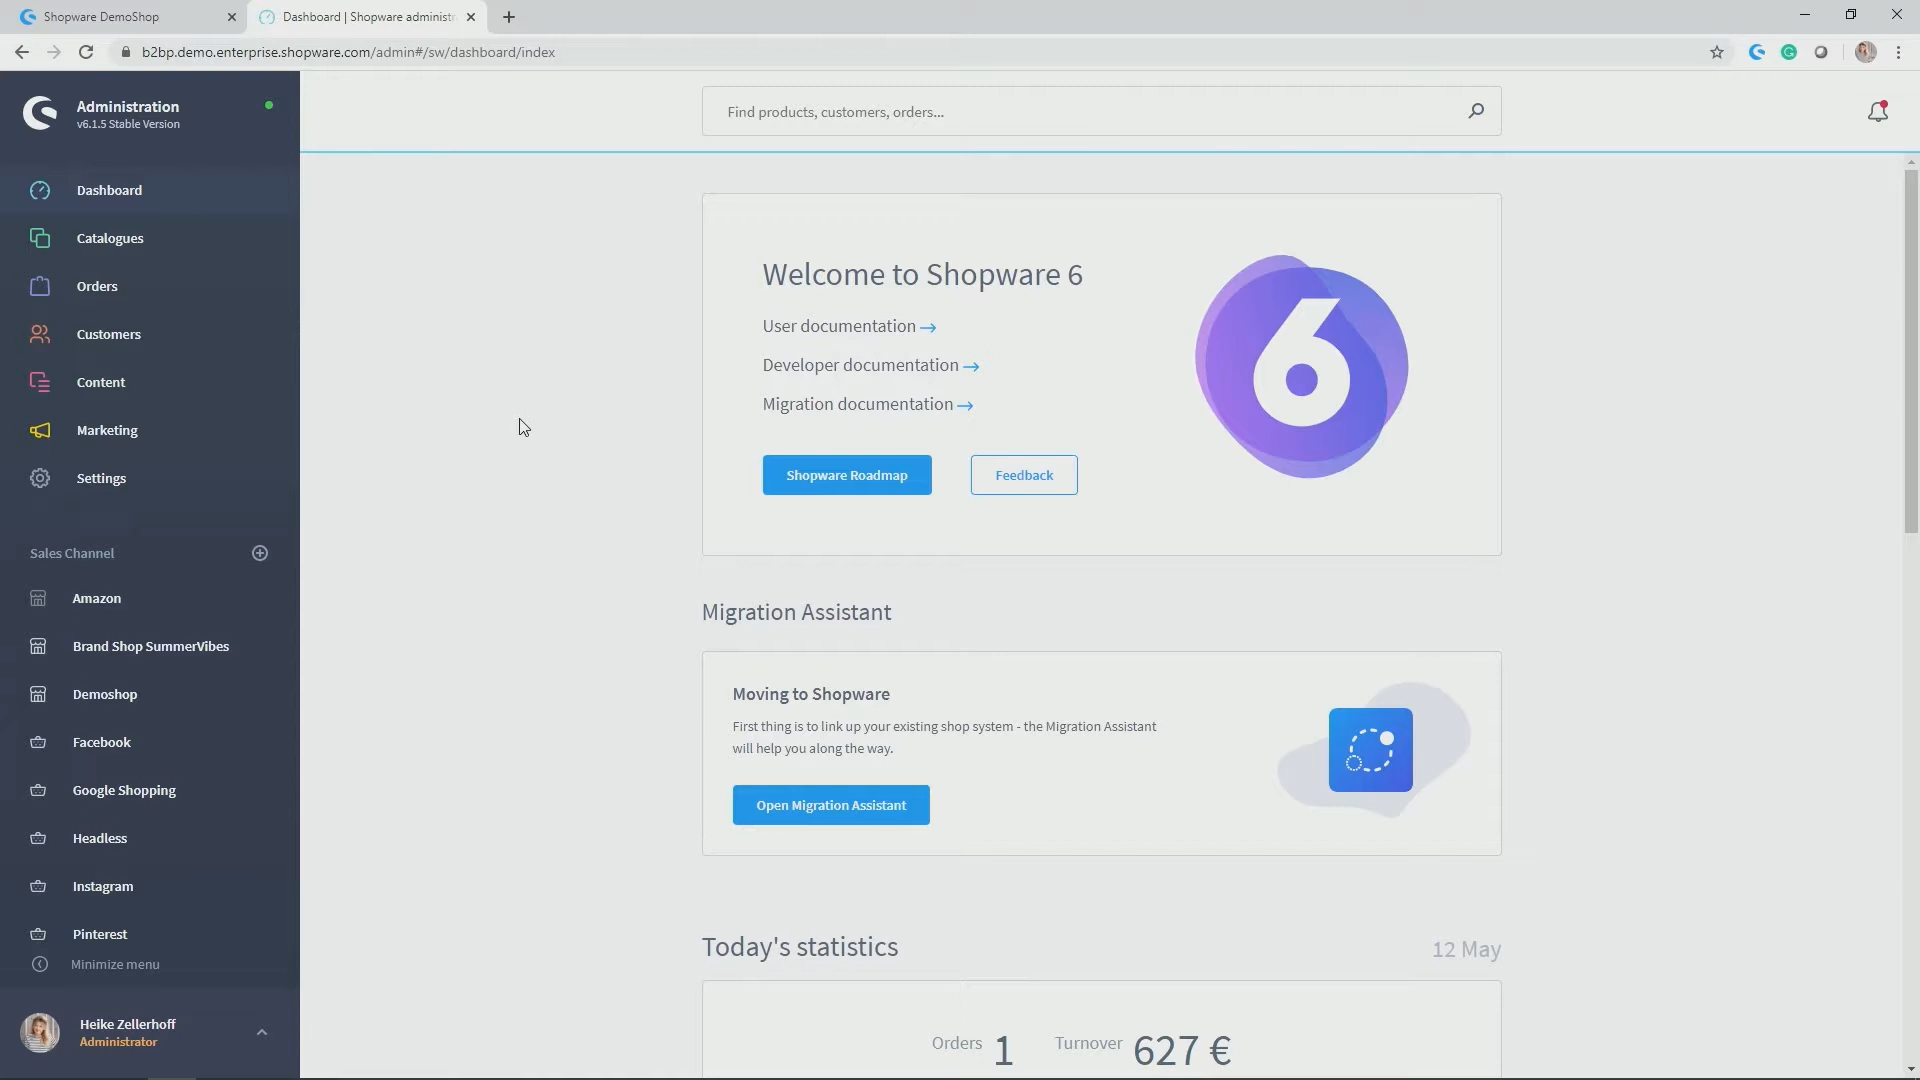 Shopware DemoShop
Dashboard | Shopware administr
b2bp.demo.enterprise.shopware.com/admin#/sw/dashboard/index
Administration
v6.1.5 Stable Version
Find products, customers, orders...
Dashboard
Catalogues
Orders
Customers
Content
Marketing
Settings
Sales Channel
Amazon
Brand Shop SummerVibes
Demoshop
Facebook
Google Shopping
Headless
Instagram
Pinterest
Minimize menu
Heike Zellerhoff
Administrator
Welcome to Shopware 6
User documentation →
Developer documentation →
Migration documentation →
Shopware Roadmap
Feedback
6
Migration Assistant
Moving to Shopware
First thing is to link up your existing shop system - the Migration Assistant
will help you along the way.
Open Migration Assistant
Today's statistics
12 May
Orders 1 Turnover 627 €